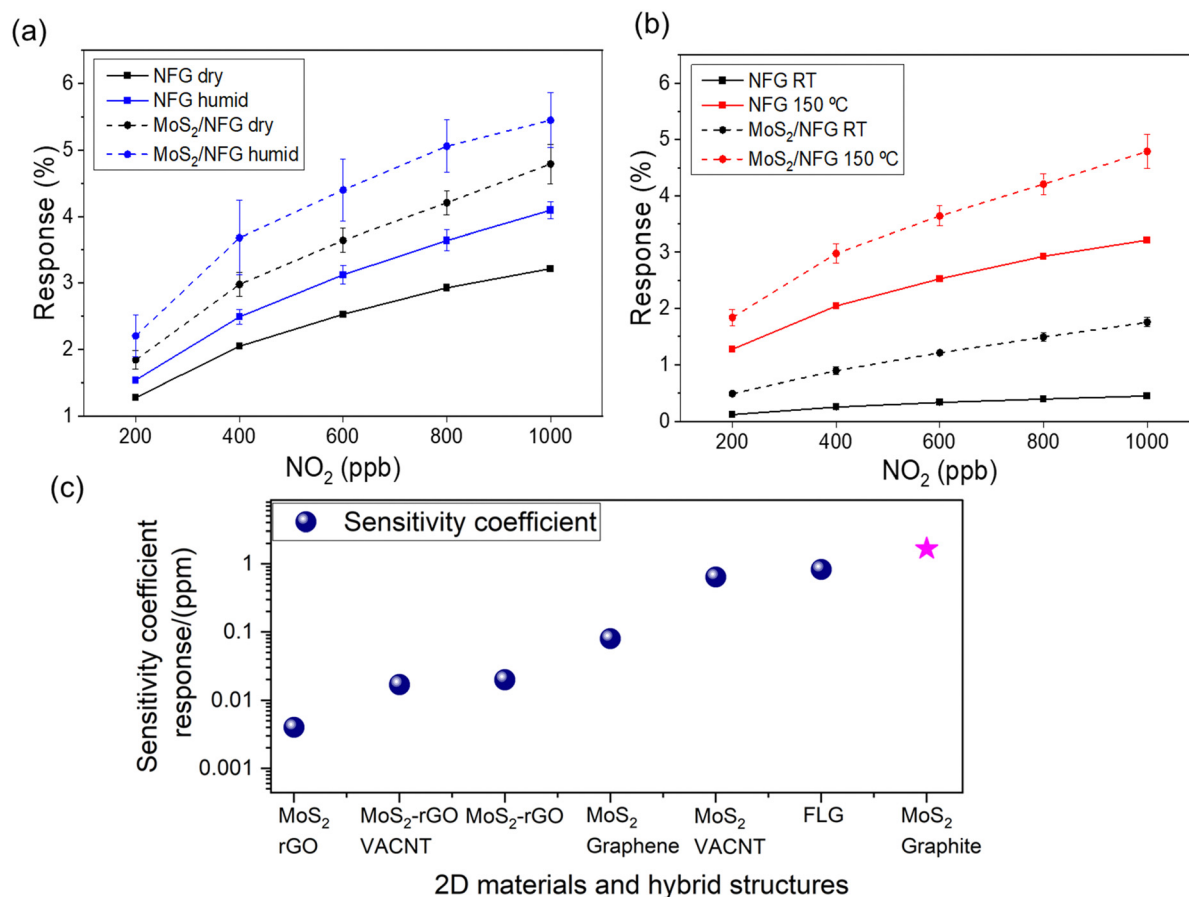 (a)
Response (%)
6
5
4
3
2
1
NFG dry
NFG humid
MoS₂/NFG dry
MoS₂/NFG humid
200 400 600 800 1000
NO₂ (ppb)
(b)
Response (%)
6
5
4
3
2
1
0
NFG RT
NFG 150 ºC
MoS₂/NFG RT
MoS₂/NFG 150 ºC
200 400 600 800 1000
NO₂ (ppb)
(c)
Sensitivity coefficient
response/(ppm)
Sensitivity coefficient
1
0.1
0.01
0.001
MoS₂ MoS₂-rGO MoS₂-rGO MoS₂ MoS₂ FLG MoS₂
rGO VACNT Graphene VACNT Graphite
2D materials and hybrid structures